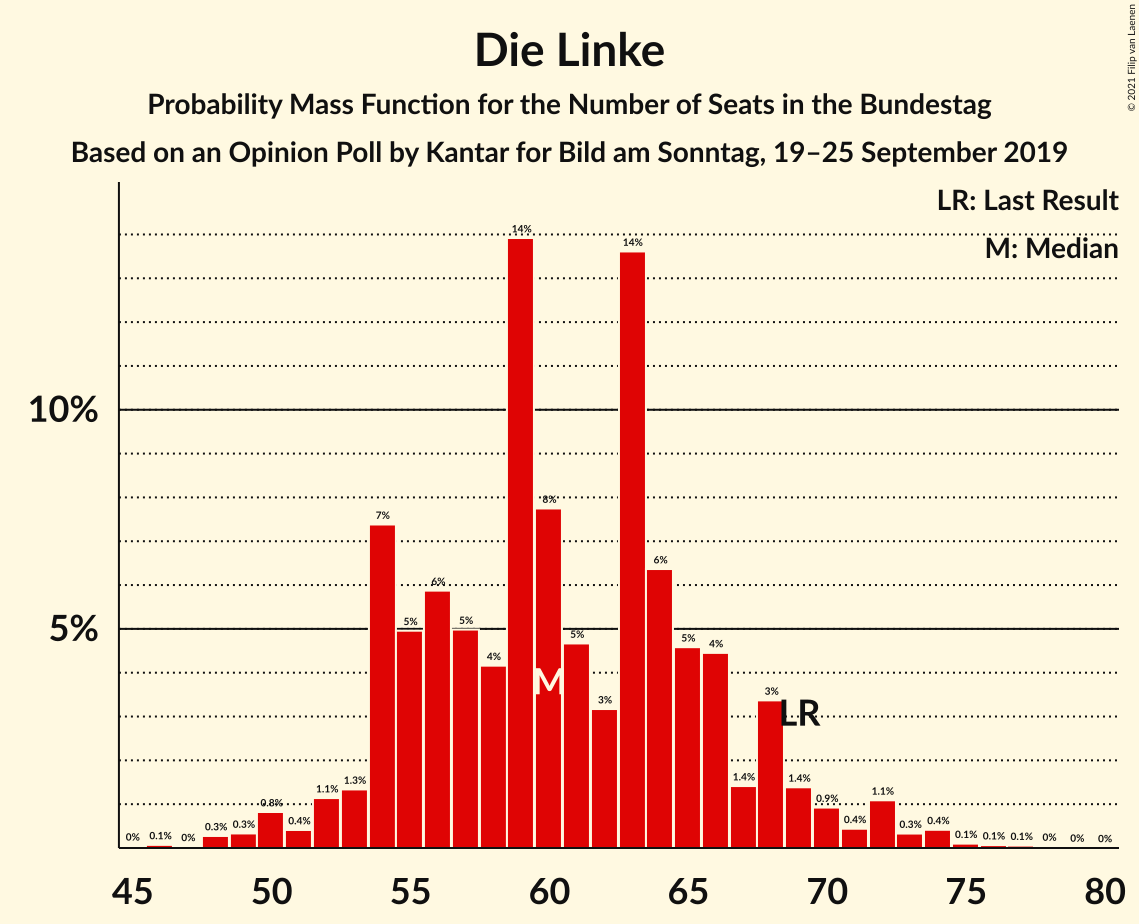 Die Linke
Probability Mass Function for the Number of Seats in the Bundestag
Based on an Opinion Poll by Kantar for Bild am Sonntag, 19–25 September 2019
© 2021 Filip van Laenen
LR: Last Result
M: Median
10%
5%
0% 0.1% 0% 0.3% 0.3% 0.8% 0.4% 1.1% 1.3% 7% 5% 6% 5% 4% 14% 8% 5% 3% 14% 6% 5% 4% 1.4% 3% 1.4% 0.9% 0.4% 1.1% 0.3% 0.4% 0.1% 0.1% 0.1% 0% 0% 0%
M
LR
45 50 55 60 65 70 75 80